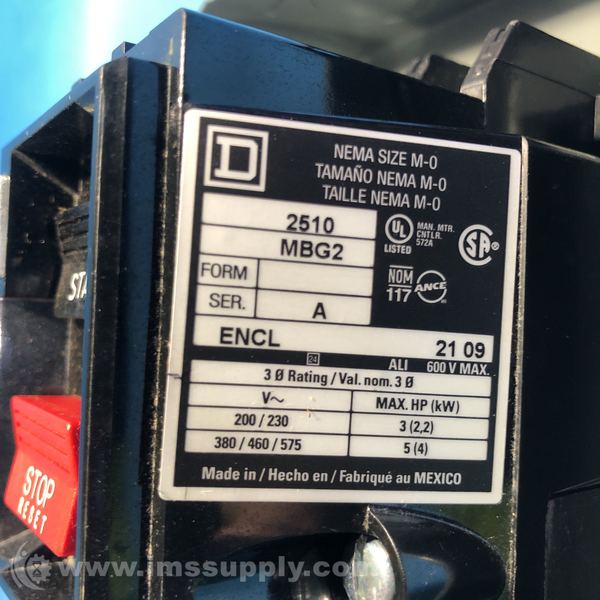 D
NEMA SIZE M-0
TAMAÑO NEMA M-0
TAILLE NEMA M-0
2510
MBG2
FORM
SER. A
UL
LISTED
MAN. MTR.
CNTLR.
572A
SA
NOM
117
ANCE
ENCL 21 09
24 ALI 600 V MAX.
3 Ø Rating / Val. nom. 3 Ø
V~ MAX. HP (kW)
200 / 230 3 (2,2)
380 / 460 / 575 5 (4)
Made in / Hecho en / Fabriqué au MEXICO
STA
STOP
RESET
www.imssupply.com